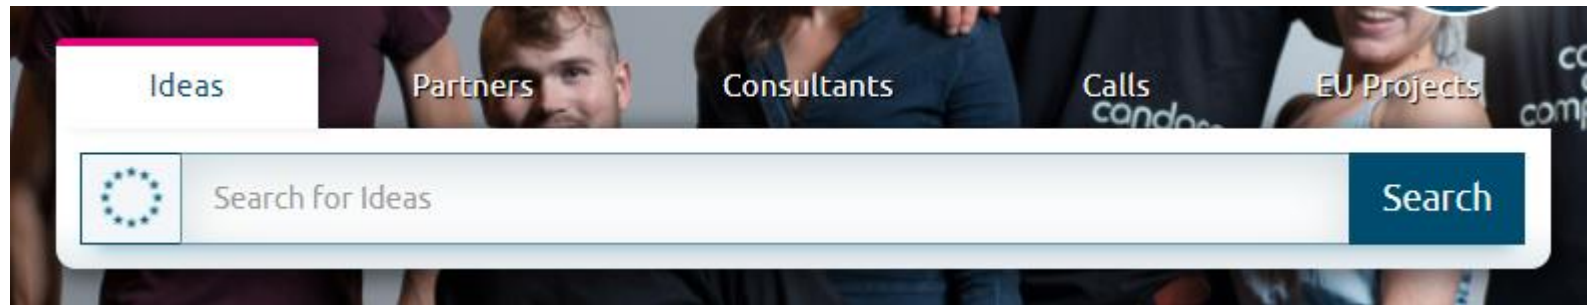 Ideas
Partners
Consultants
Calls
EU Projects
Search for Ideas
Search